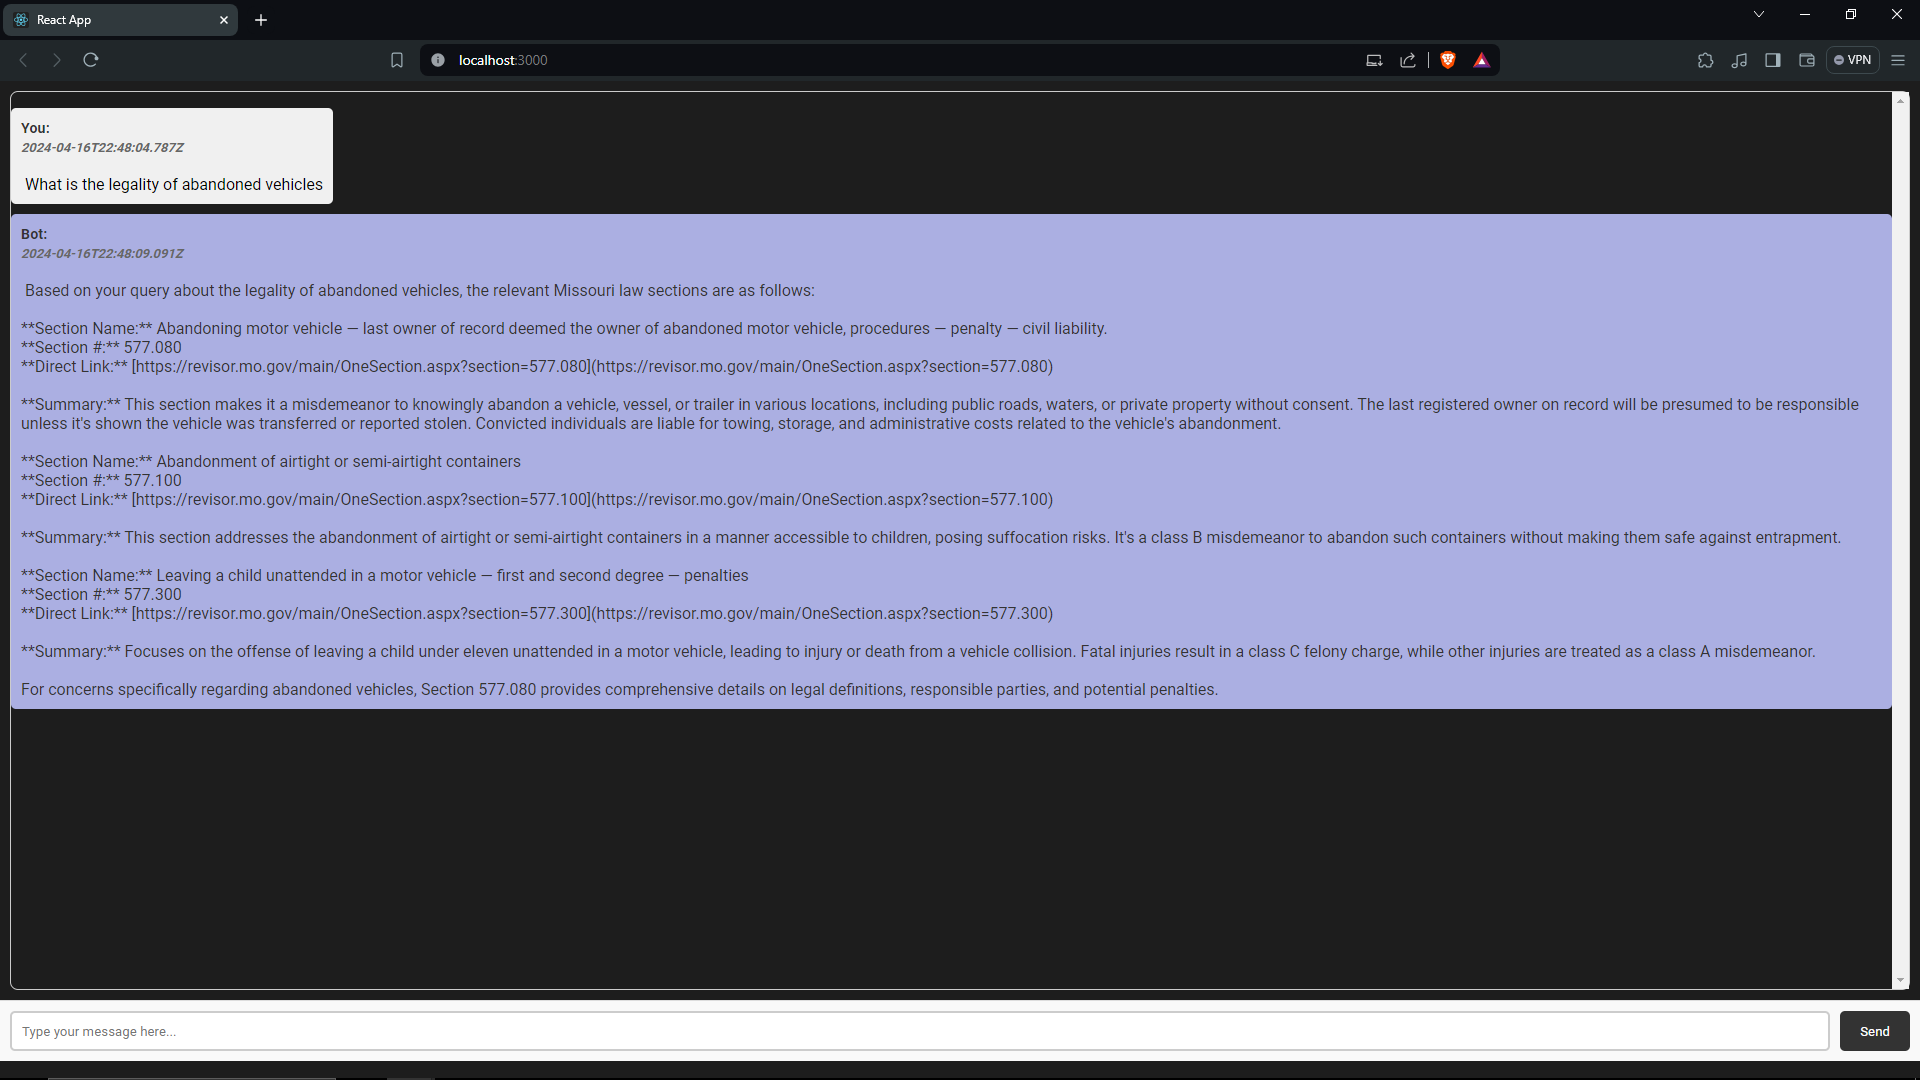 React App
localhost:3000
VPN
You:
2024-04-16T22:48:04.787Z
What is the legality of abandoned vehicles
Bot:
2024-04-16T22:48:09.091Z
Based on your query about the legality of abandoned vehicles, the relevant Missouri law sections are as follows:
**Section Name:** Abandoning motor vehicle — last owner of record deemed the owner of abandoned motor vehicle, procedures — penalty — civil liability.
**Section #:** 577.080
**Direct Link:** [https://revisor.mo.gov/main/OneSection.aspx?section=577.080](https://revisor.mo.gov/main/OneSection.aspx?section=577.080)
**Summary:** This section makes it a misdemeanor to knowingly abandon a vehicle, vessel, or trailer in various locations, including public roads, waters, or private property without consent. The last registered owner on record will be presumed to be responsible
unless it's shown the vehicle was transferred or reported stolen. Convicted individuals are liable for towing, storage, and administrative costs related to the vehicle's abandonment.
**Section Name:** Abandonment of airtight or semi-airtight containers
**Section #:** 577.100
**Direct Link:** [https://revisor.mo.gov/main/OneSection.aspx?section=577.100](https://revisor.mo.gov/main/OneSection.aspx?section=577.100)
**Summary:** This section addresses the abandonment of airtight or semi-airtight containers in a manner accessible to children, posing suffocation risks. It's a class B misdemeanor to abandon such containers without making them safe against entrapment.
**Section Name:** Leaving a child unattended in a motor vehicle — first and second degree — penalties
**Section #:** 577.300
**Direct Link:** [https://revisor.mo.gov/main/OneSection.aspx?section=577.300](https://revisor.mo.gov/main/OneSection.aspx?section=577.300)
**Summary:** Focuses on the offense of leaving a child under eleven unattended in a motor vehicle, leading to injury or death from a vehicle collision. Fatal injuries result in a class C felony charge, while other injuries are treated as a class A misdemeanor.
For concerns specifically regarding abandoned vehicles, Section 577.080 provides comprehensive details on legal definitions, responsible parties, and potential penalties.
Type your message here...
Send